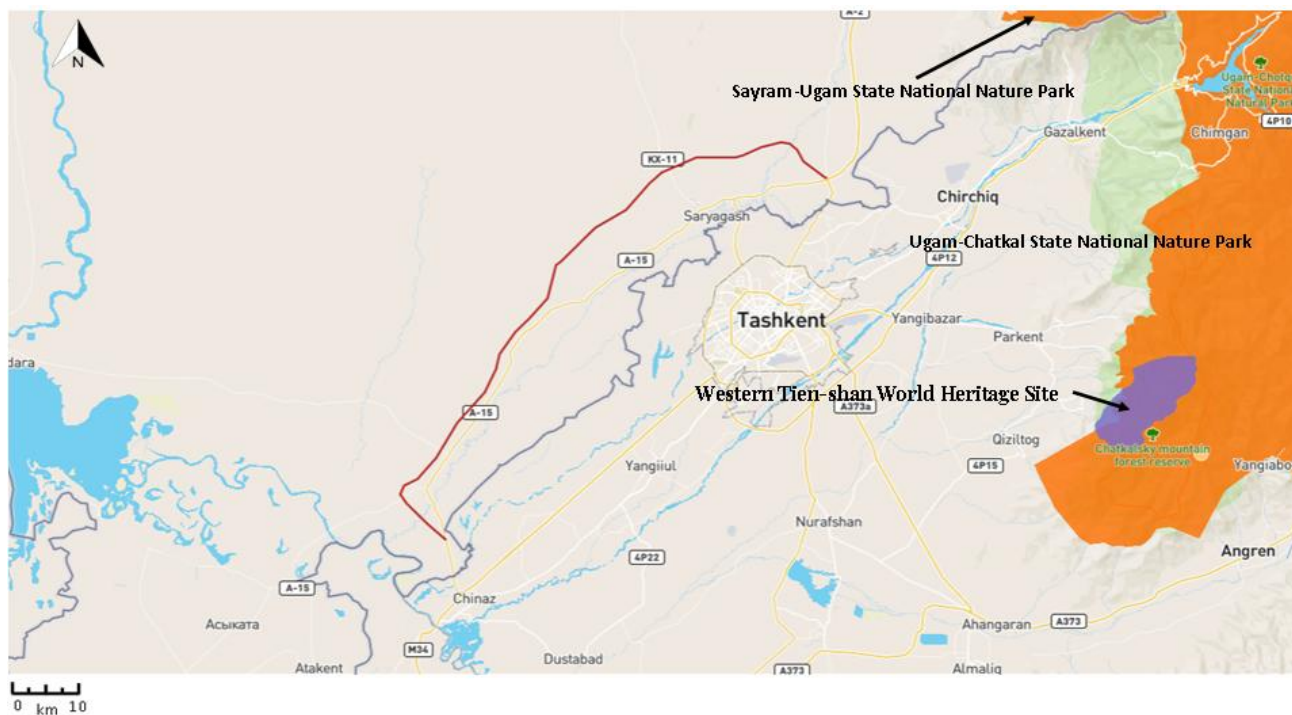 A-2
N
Sayram-Ugam State National Nature Park
Ugam-Chotqol
State National
Natural Park
4P10
Chimgan
Gazalkent
KX-11
Chirchiq
Saryagash
Ugam-Chatkal State National Nature Park
A-15
4P12
Tashkent
Yangibazar
Parkent
dara
Western Tien-shan World Heritage Site
A-15
A373a
Qiziltog
Chatkalsky mountain
forest reserve
Yangiiul
4P15
Yangiabo
Nurafshan
Angren
4P22
A-15
Chinaz
Асыката
Ahangaran
A373
M34
Dustabad
Atakent
A373
Almaliq
0 km 10